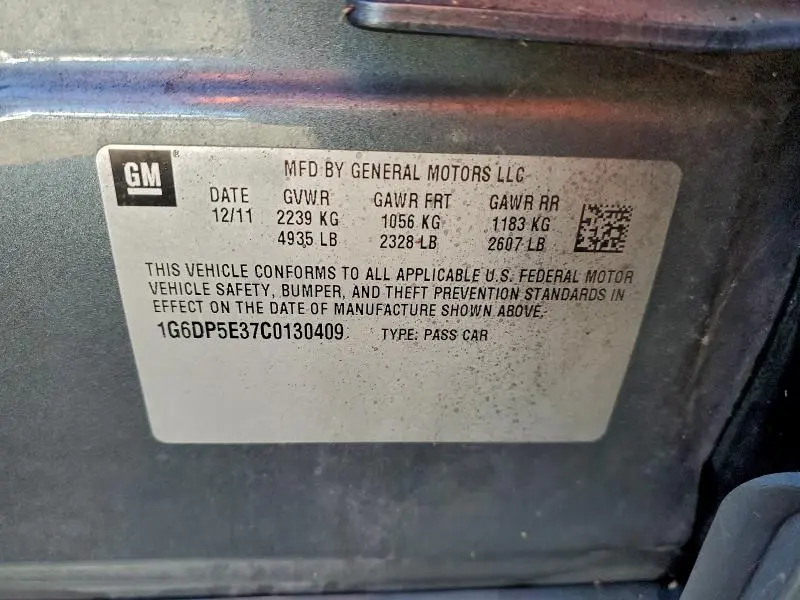 GM® MFD BY GENERAL MOTORS LLC
DATE GVWR GAWR FRT GAWR RR
12/11 2239 KG 1056 KG 1183 KG
4935 LB 2328 LB 2607 LB
THIS VEHICLE CONFORMS TO ALL APPLICABLE U.S. FEDERAL MOTOR
VEHICLE SAFETY, BUMPER, AND THEFT PREVENTION STANDARDS IN
EFFECT ON THE DATE OF MANUFACTURE SHOWN ABOVE.
1G6DP5E37C0130409 TYPE: PASS CAR